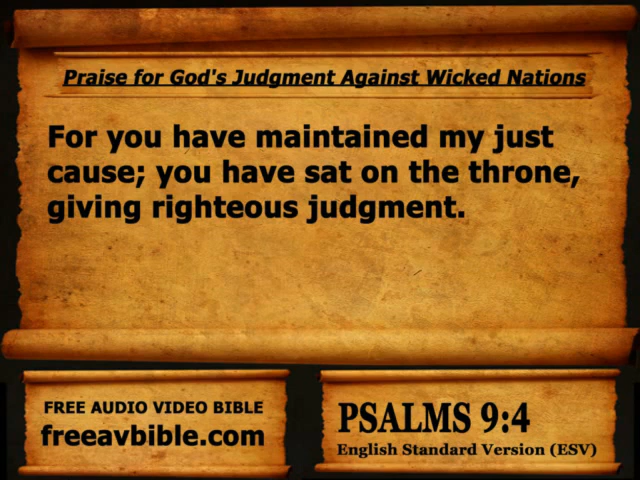 Praise for God's Judgment Against Wicked Nations
For you have maintained my just
cause; you have sat on the throne,
giving righteous judgment.
FREE AUDIO VIDEO BIBLE
freeavbible.com
PSALMS 9:4
English Standard Version (ESV)